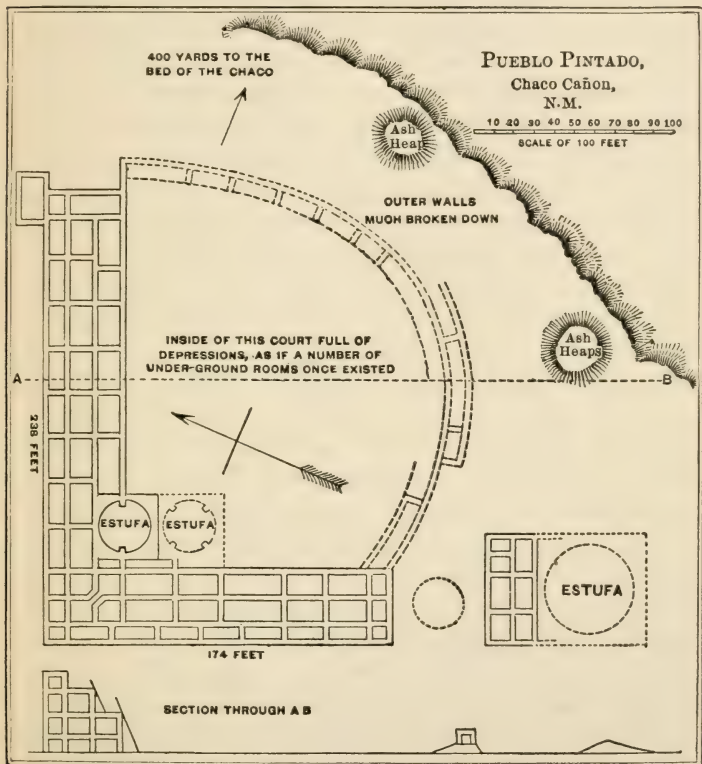 400 YARDS TO THE
BED OF THE CHACO
PUEBLO PINTADO,
Chaco Cañon,
N.M.
10 20 30 40 50 60 70 80 90 100
SCALE OF 100 FEET
Ash
Heap
OUTER WALLS
MUCH BROKEN DOWN
INSIDE OF THIS COURT FULL OF
DEPRESSIONS, AS IF A NUMBER OF
UNDER-GROUND ROOMS ONCE EXISTED
Ash
Heaps
A
B
238 FEET
ESTUFA
ESTUFA
ESTUFA
174 FEET
SECTION THROUGH A B